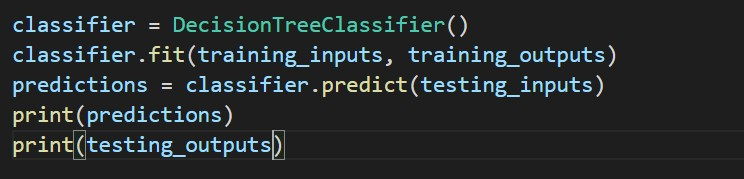 classifier = DecisionTreeClassifier()
classifier.fit(training_inputs, training_outputs)
predictions = classifier.predict(testing_inputs)
print(predictions)
print(testing_outputs)